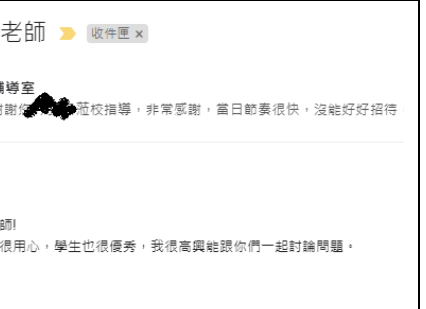 老師 收件匣 x
輔導室
謝謝您 蒞校指導，非常感謝，當日節奏很快，沒能好好招待
師!
很用心，學生也很優秀，我很高興能跟你們一起討論問題。